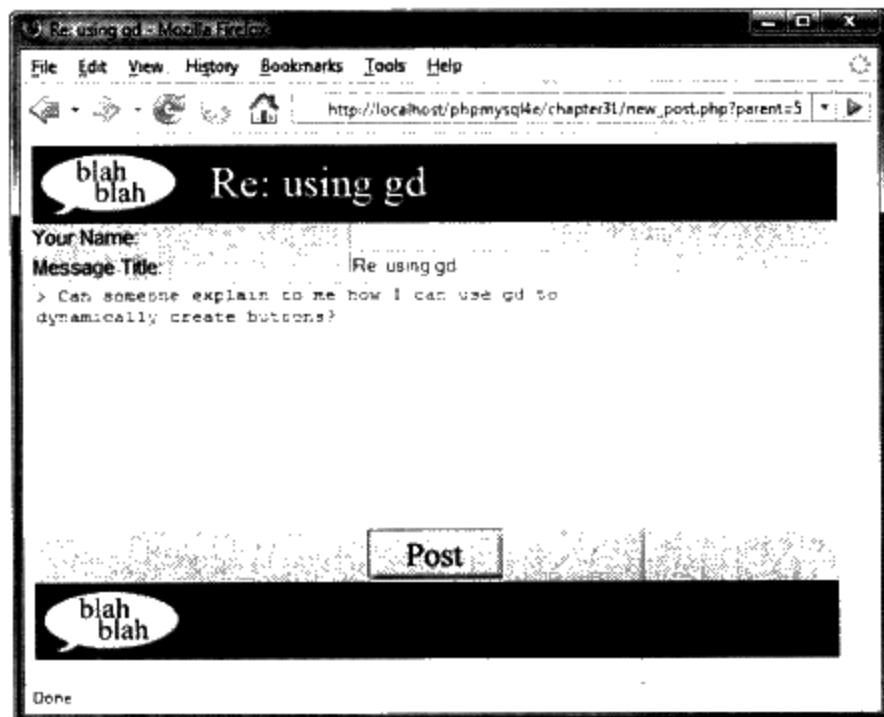 Re: using gd - Mozilla Firefox
File Edit View History Bookmarks Tools Help
http://localhost/phpmysql4e/chapter31/new_post.php?parent=5
blah
blah
Re: using gd
Your Name:
Message Title: Re: using gd
> Can someone explain to me how I can use gd to
dynamically create buttons?
Post
blah
blah
Done